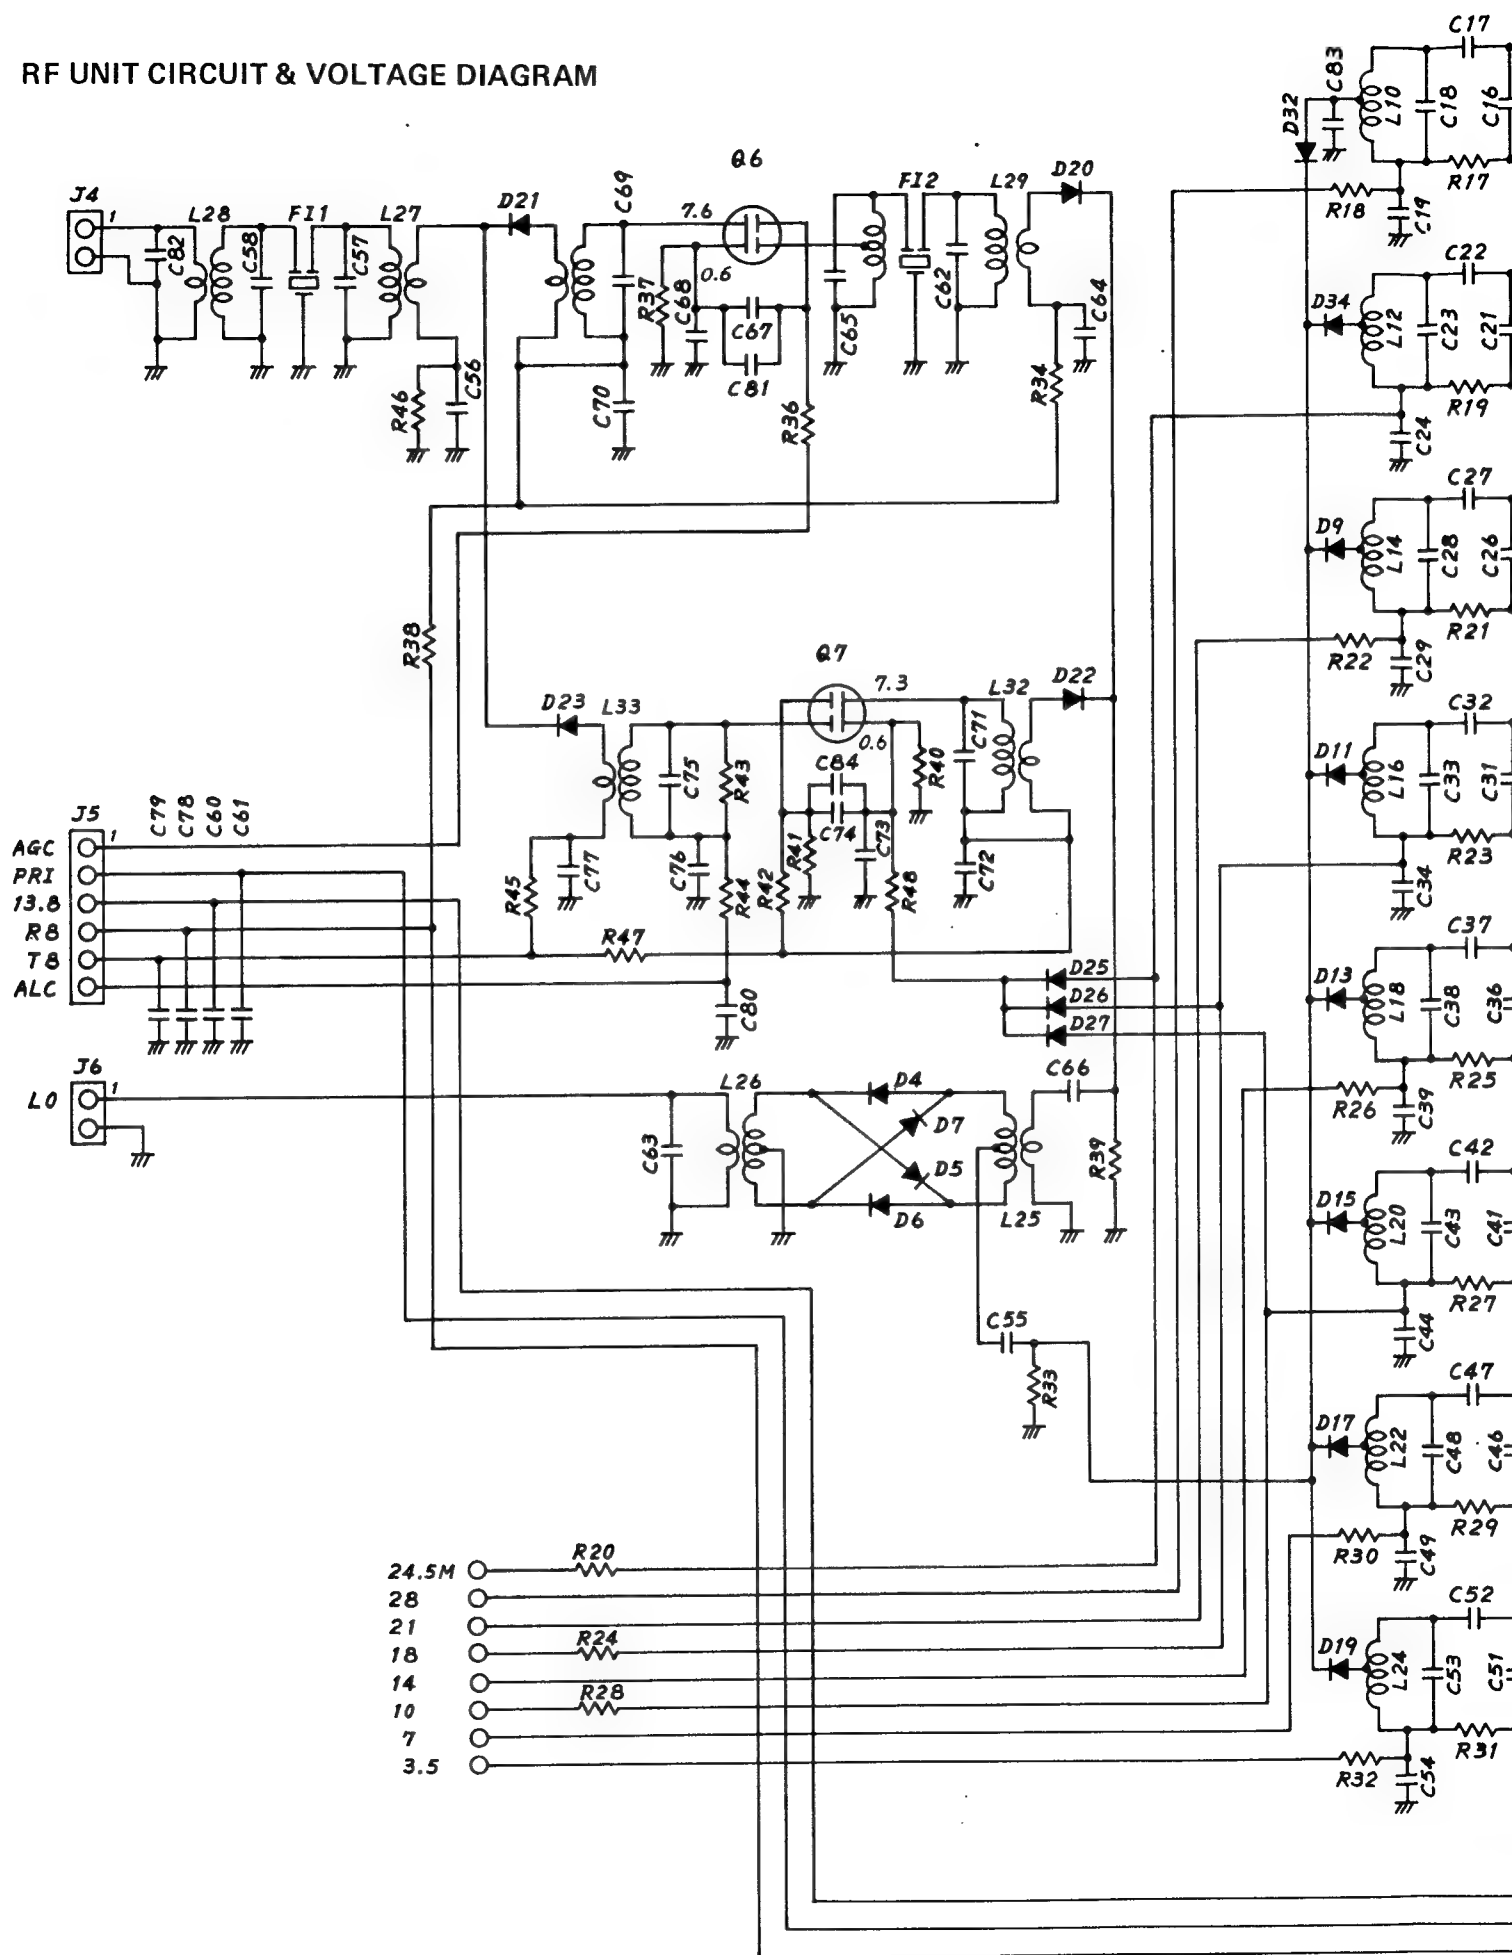 RF UNIT CIRCUIT & VOLTAGE DIAGRAM
C17
C83
L10
C18
C16
D32
R17
R18
C19
J4
1
C82
L28
C58
FI1
C57
L27
D21
C69
Q6
7.6
0.6
R37
C68
C67
C81
C65
FI2
C62
L29
D20
C64
R34
R46
C56
C70
R36
C22
D34
L12
C23
C21
R19
C24
C27
D9
L14
C28
C26
R21
R22
C29
R38
Q7
7.3
0.6
D23
L33
C75
R43
C84
C74
R41
C73
R40
C71
L32
D22
C32
D11
L16
C33
C31
R23
C34
J5
1
C79
C78
C60
C61
AGC
PRI
13.8
R8
T8
ALC
R45
C77
C76
R44
R42
R48
C72
R47
C80
D25
D26
D27
C37
D13
L18
C38
C36
R25
R26
C39
J6
1
LO
C63
L26
D4
D7
D5
D6
L25
C66
R39
C42
D15
L20
C43
C41
R27
C44
C55
R33
C47
D17
L22
C48
C46
R29
R30
C49
24.5M
R20
28
21
18
R24
14
10
R28
7
3.5
C52
D19
L24
C53
C51
R31
R32
C54